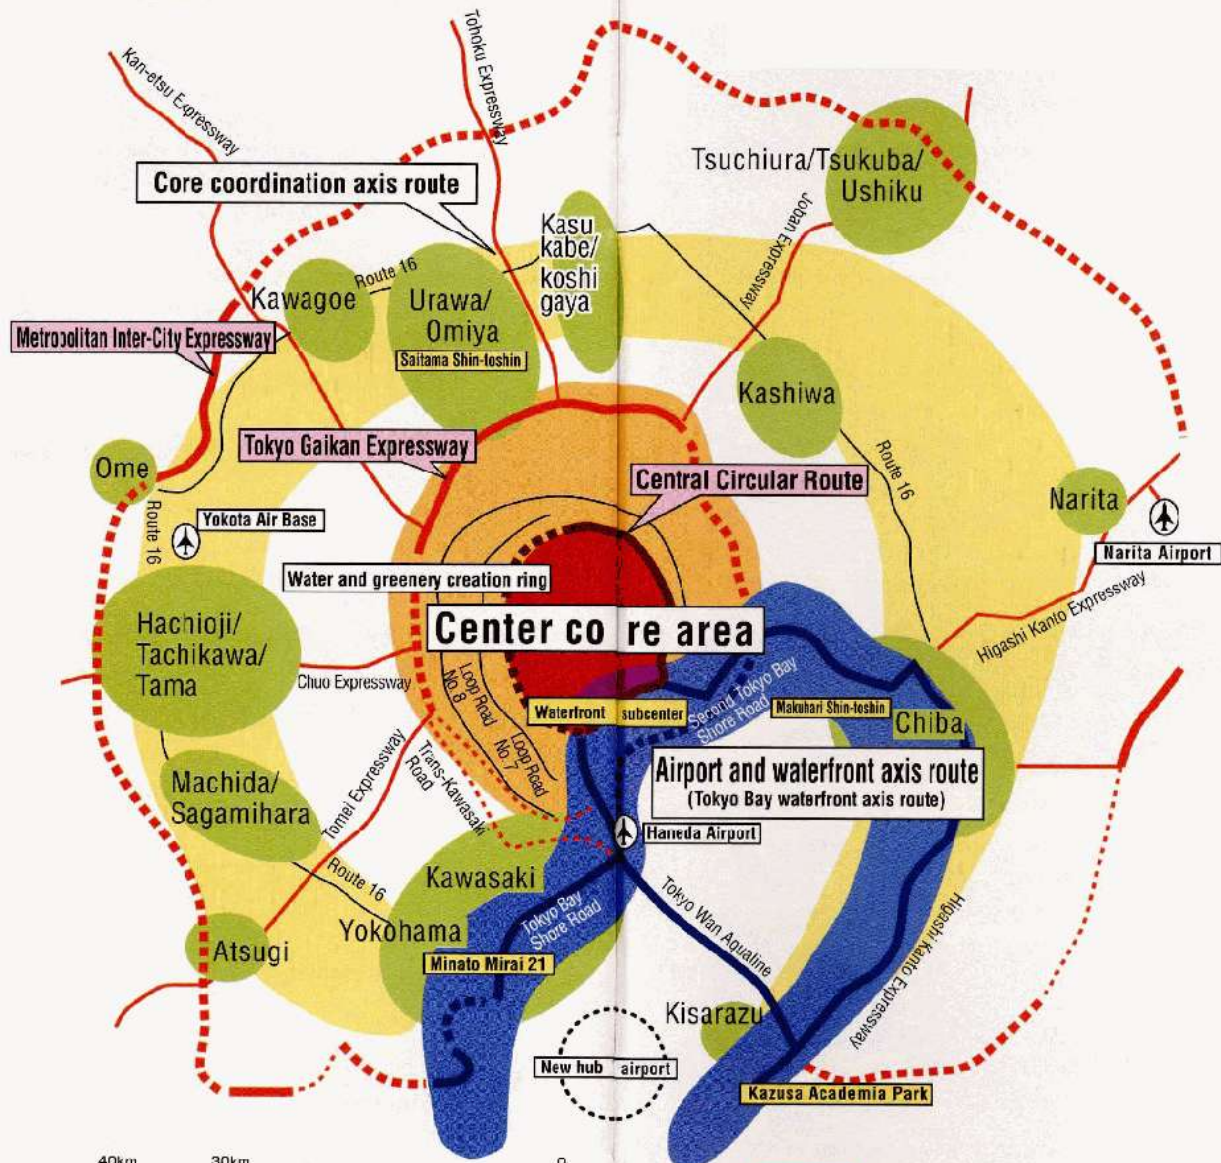 Kan-etsu Expressway
Tohoku Expressway
Core coordination axis route
Tsuchiura/Tsukuba/
Ushiku
Joban Expressway
Kasu
kabe/
koshi
gaya
Route 16
Kawagoe
Urawa/
Omiya
Saitama Shin-toshin
Metropolitan Inter-City Expressway
Kashiwa
Tokyo Gaikan Expressway
Central Circular Route
Route 16
Ome
Route 16
Yokota Air Base
Narita
Narita Airport
Water and greenery creation ring
Center core area
Higashi Kanto Expressway
Hachioji/
Tachikawa/
Tama
Chuo Expressway
Loop Road
No. 8
Loop Road
No. 7
Waterfront subcenter
Second Tokyo Bay
Shore Road
Makuhari Shin-toshin
Chiba
Airport and waterfront axis route
(Tokyo Bay waterfront axis route)
Machida/
Sagamihara
Tomei Expressway
Trans-Kawasaki
Road
Haneda Airport
Route 16
Kawasaki
Yokohama
Tokyo Bay
Shore Road
Tokyo Wan Aqualine
Higashi Kanto Expressway
Atsugi
Minato Mirai 21
Kisarazu
New hub airport
Kazusa Academia Park
40km 30km 0